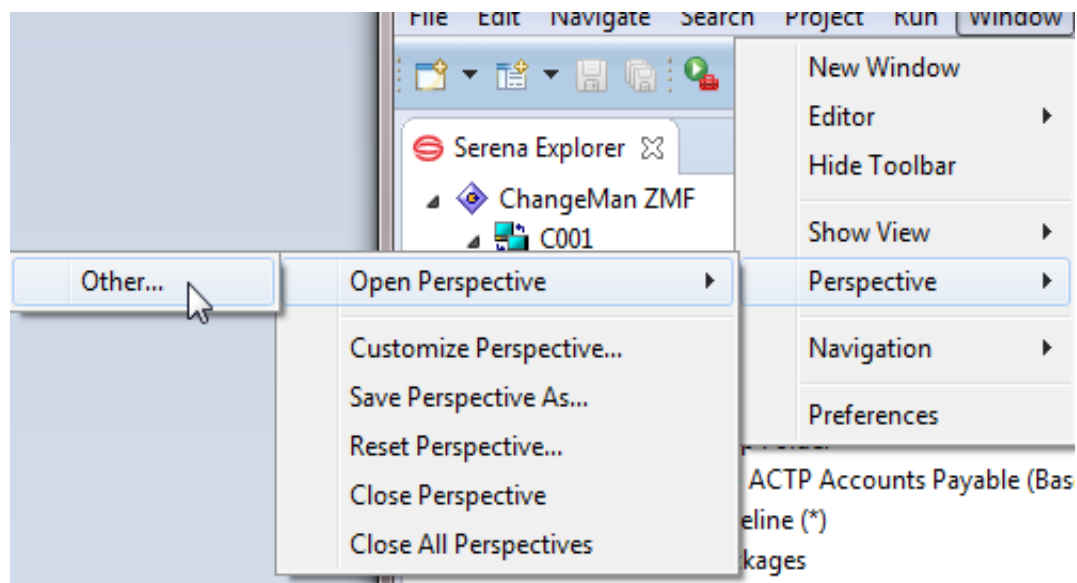 File Edit Navigate Search Project Run Window
New Window
Editor
Hide Toolbar
Serena Explorer
ChangeMan ZMF
C001
Show View
Other...
Open Perspective
Perspective
Customize Perspective...
Navigation
Save Perspective As...
Preferences
Reset Perspective...
ACTP Accounts Payable (Bas
Close Perspective
eline (*)
Close All Perspectives
kages